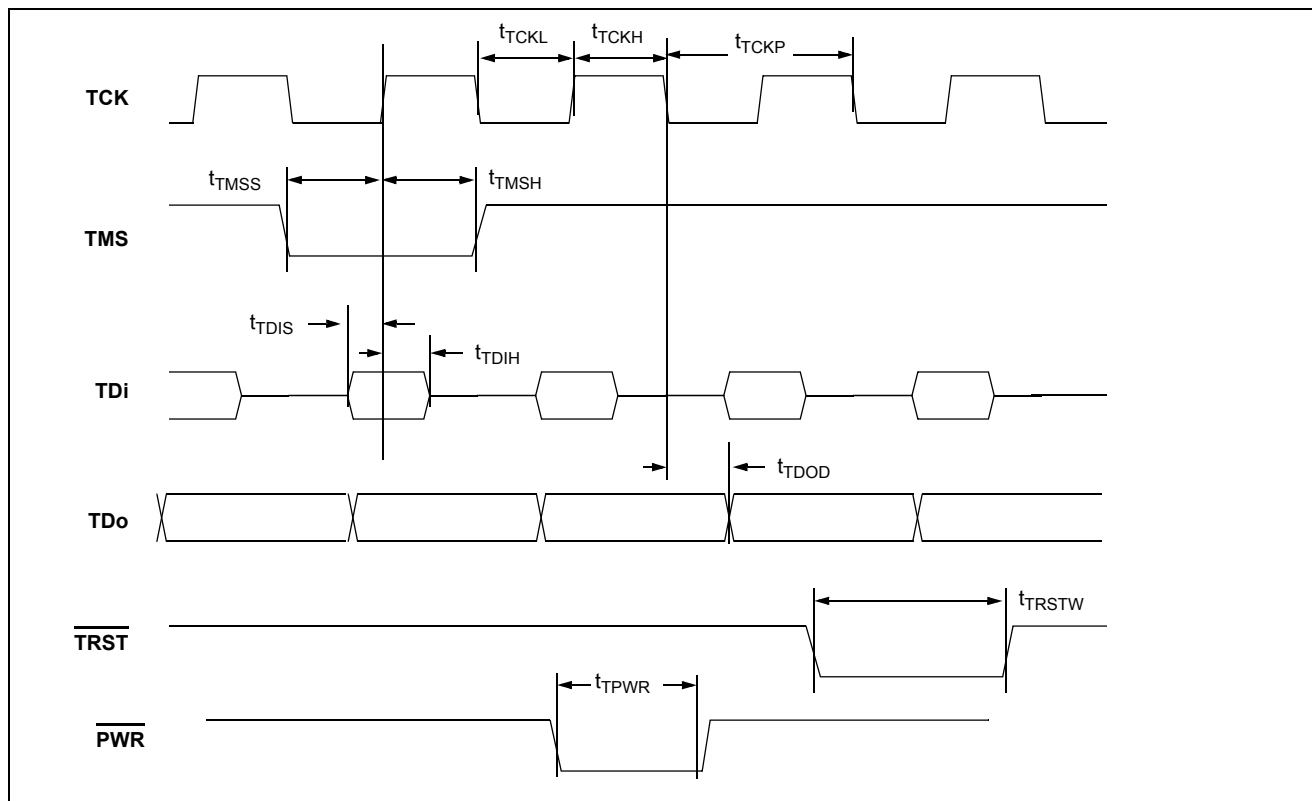 tTCKL tTCKH tTCKP
TCK
tTMSS tTMSH
TMS
tTDIS
tTDIH
TDi
tTDOD
TDo
tTRSTW
TRST
tTPWR
PWR